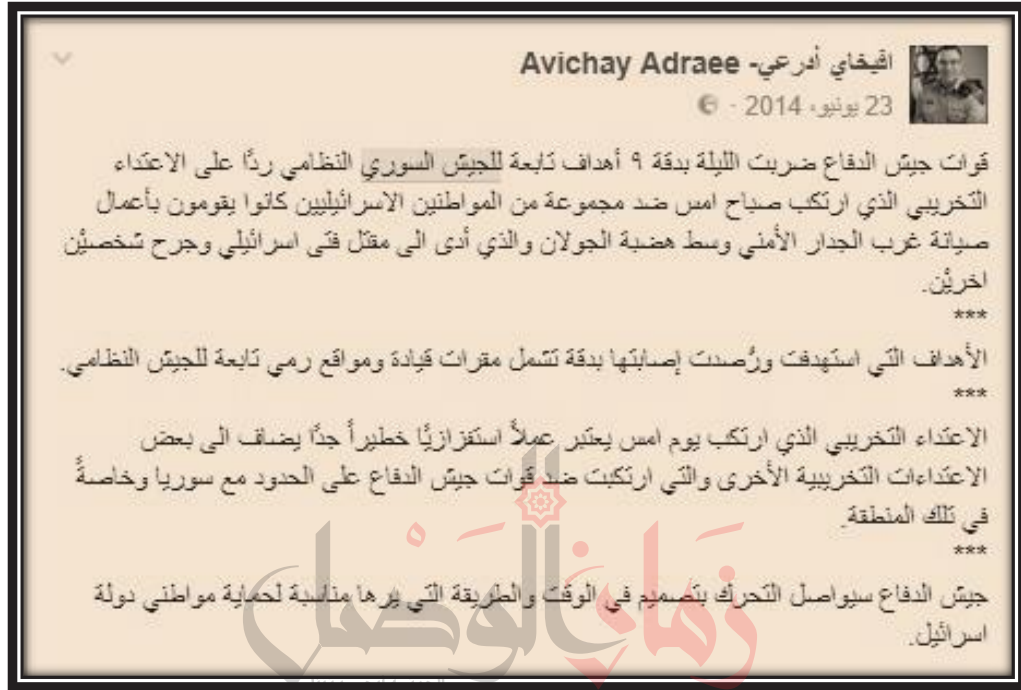 افيخاي أدرعي- Avichay Adraee
23 يونيو، 2014 ·
قوات جيش الدفاع ضربت الليلة بدقة ٩ أهداف تابعة للجيش السوري النظامي ردًا على الاعتداء
التخريبي الذي ارتكب صباح امس ضد مجموعة من المواطنين الاسرائيليين كانوا يقومون بأعمال
صيانة غرب الجدار الأمني وسط هضبة الجولان والذي أدى الى مقتل فتى اسرائيلي وجرح شخصيْن
اخريْن.
***
الأهداف التي استهدفت ورُصدت إصابتها بدقة تشمل مقرات قيادة ومواقع رمي تابعة للجيش النظامي.
***
الاعتداء التخريبي الذي ارتكب يوم امس يعتبر عملاً استفزازيًا خطيراً جدًا يضاف الى بعض
الاعتداءات التخريبية الأخرى والتي ارتكبت ضد قوات جيش الدفاع على الحدود مع سوريا وخاصةً
في تلك المنطقة.
***
جيش الدفاع سيواصل التحرك بتصميم في الوقت والطريقة التي يرها مناسبة لحماية مواطني دولة
اسرائيل.
زمان الوصل